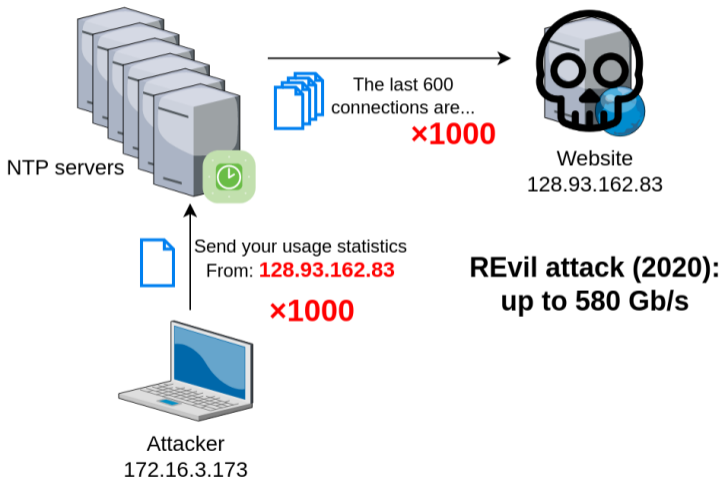 The last 600
connections are...
×1000
NTP servers
Website
128.93.162.83
Send your usage statistics
From: 128.93.162.83
×1000
REvil attack (2020):
up to 580 Gb/s
Attacker
172.16.3.173